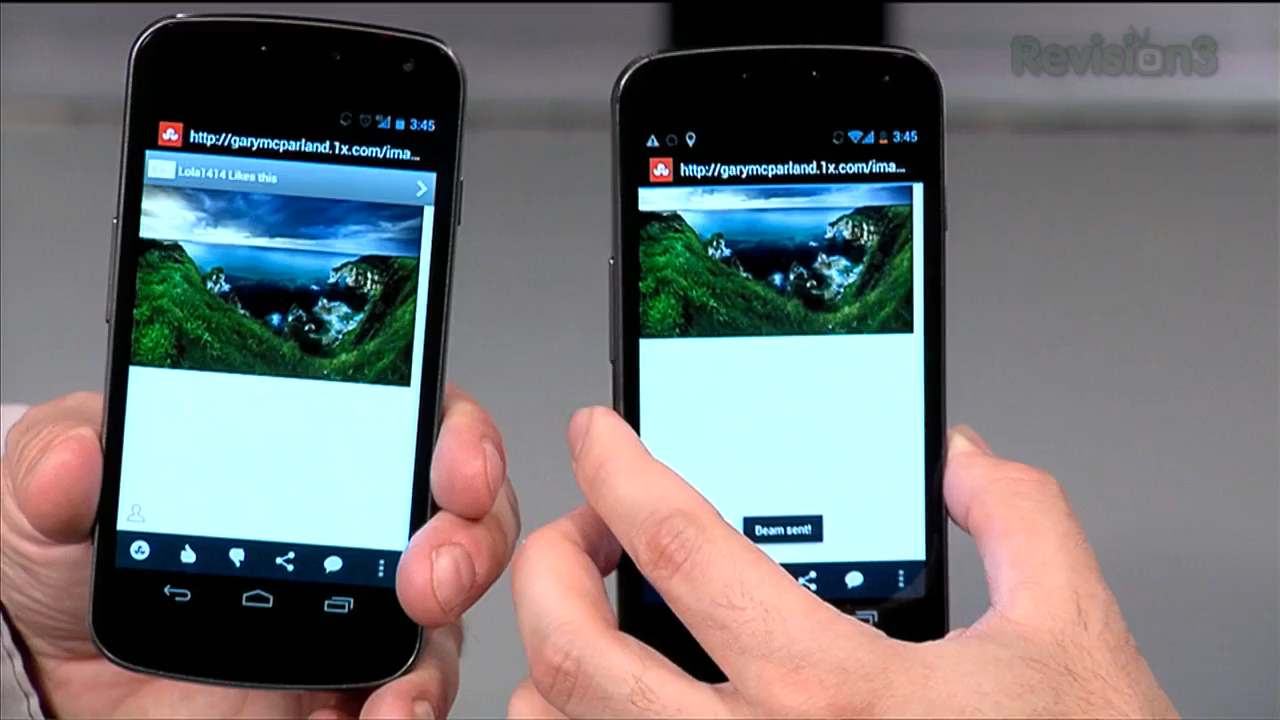 Revision3
3:45
http://garymcparland.1x.com/ima...
Lola1414 Likes this
3:45
http://garymcparland.1x.com/ima...
Beam sent!